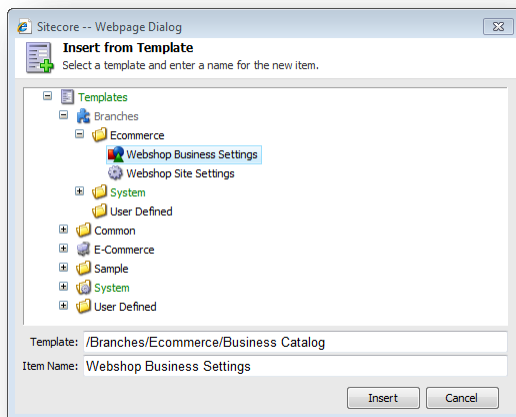 Sitecore -- Webpage Dialog
Insert from Template
Select a template and enter a name for the new item.
Templates
Branches
Ecommerce
Webshop Business Settings
Webshop Site Settings
System
User Defined
Common
E-Commerce
Sample
System
User Defined
Template: /Branches/Ecommerce/Business Catalog
Item Name: Webshop Business Settings
Insert Cancel